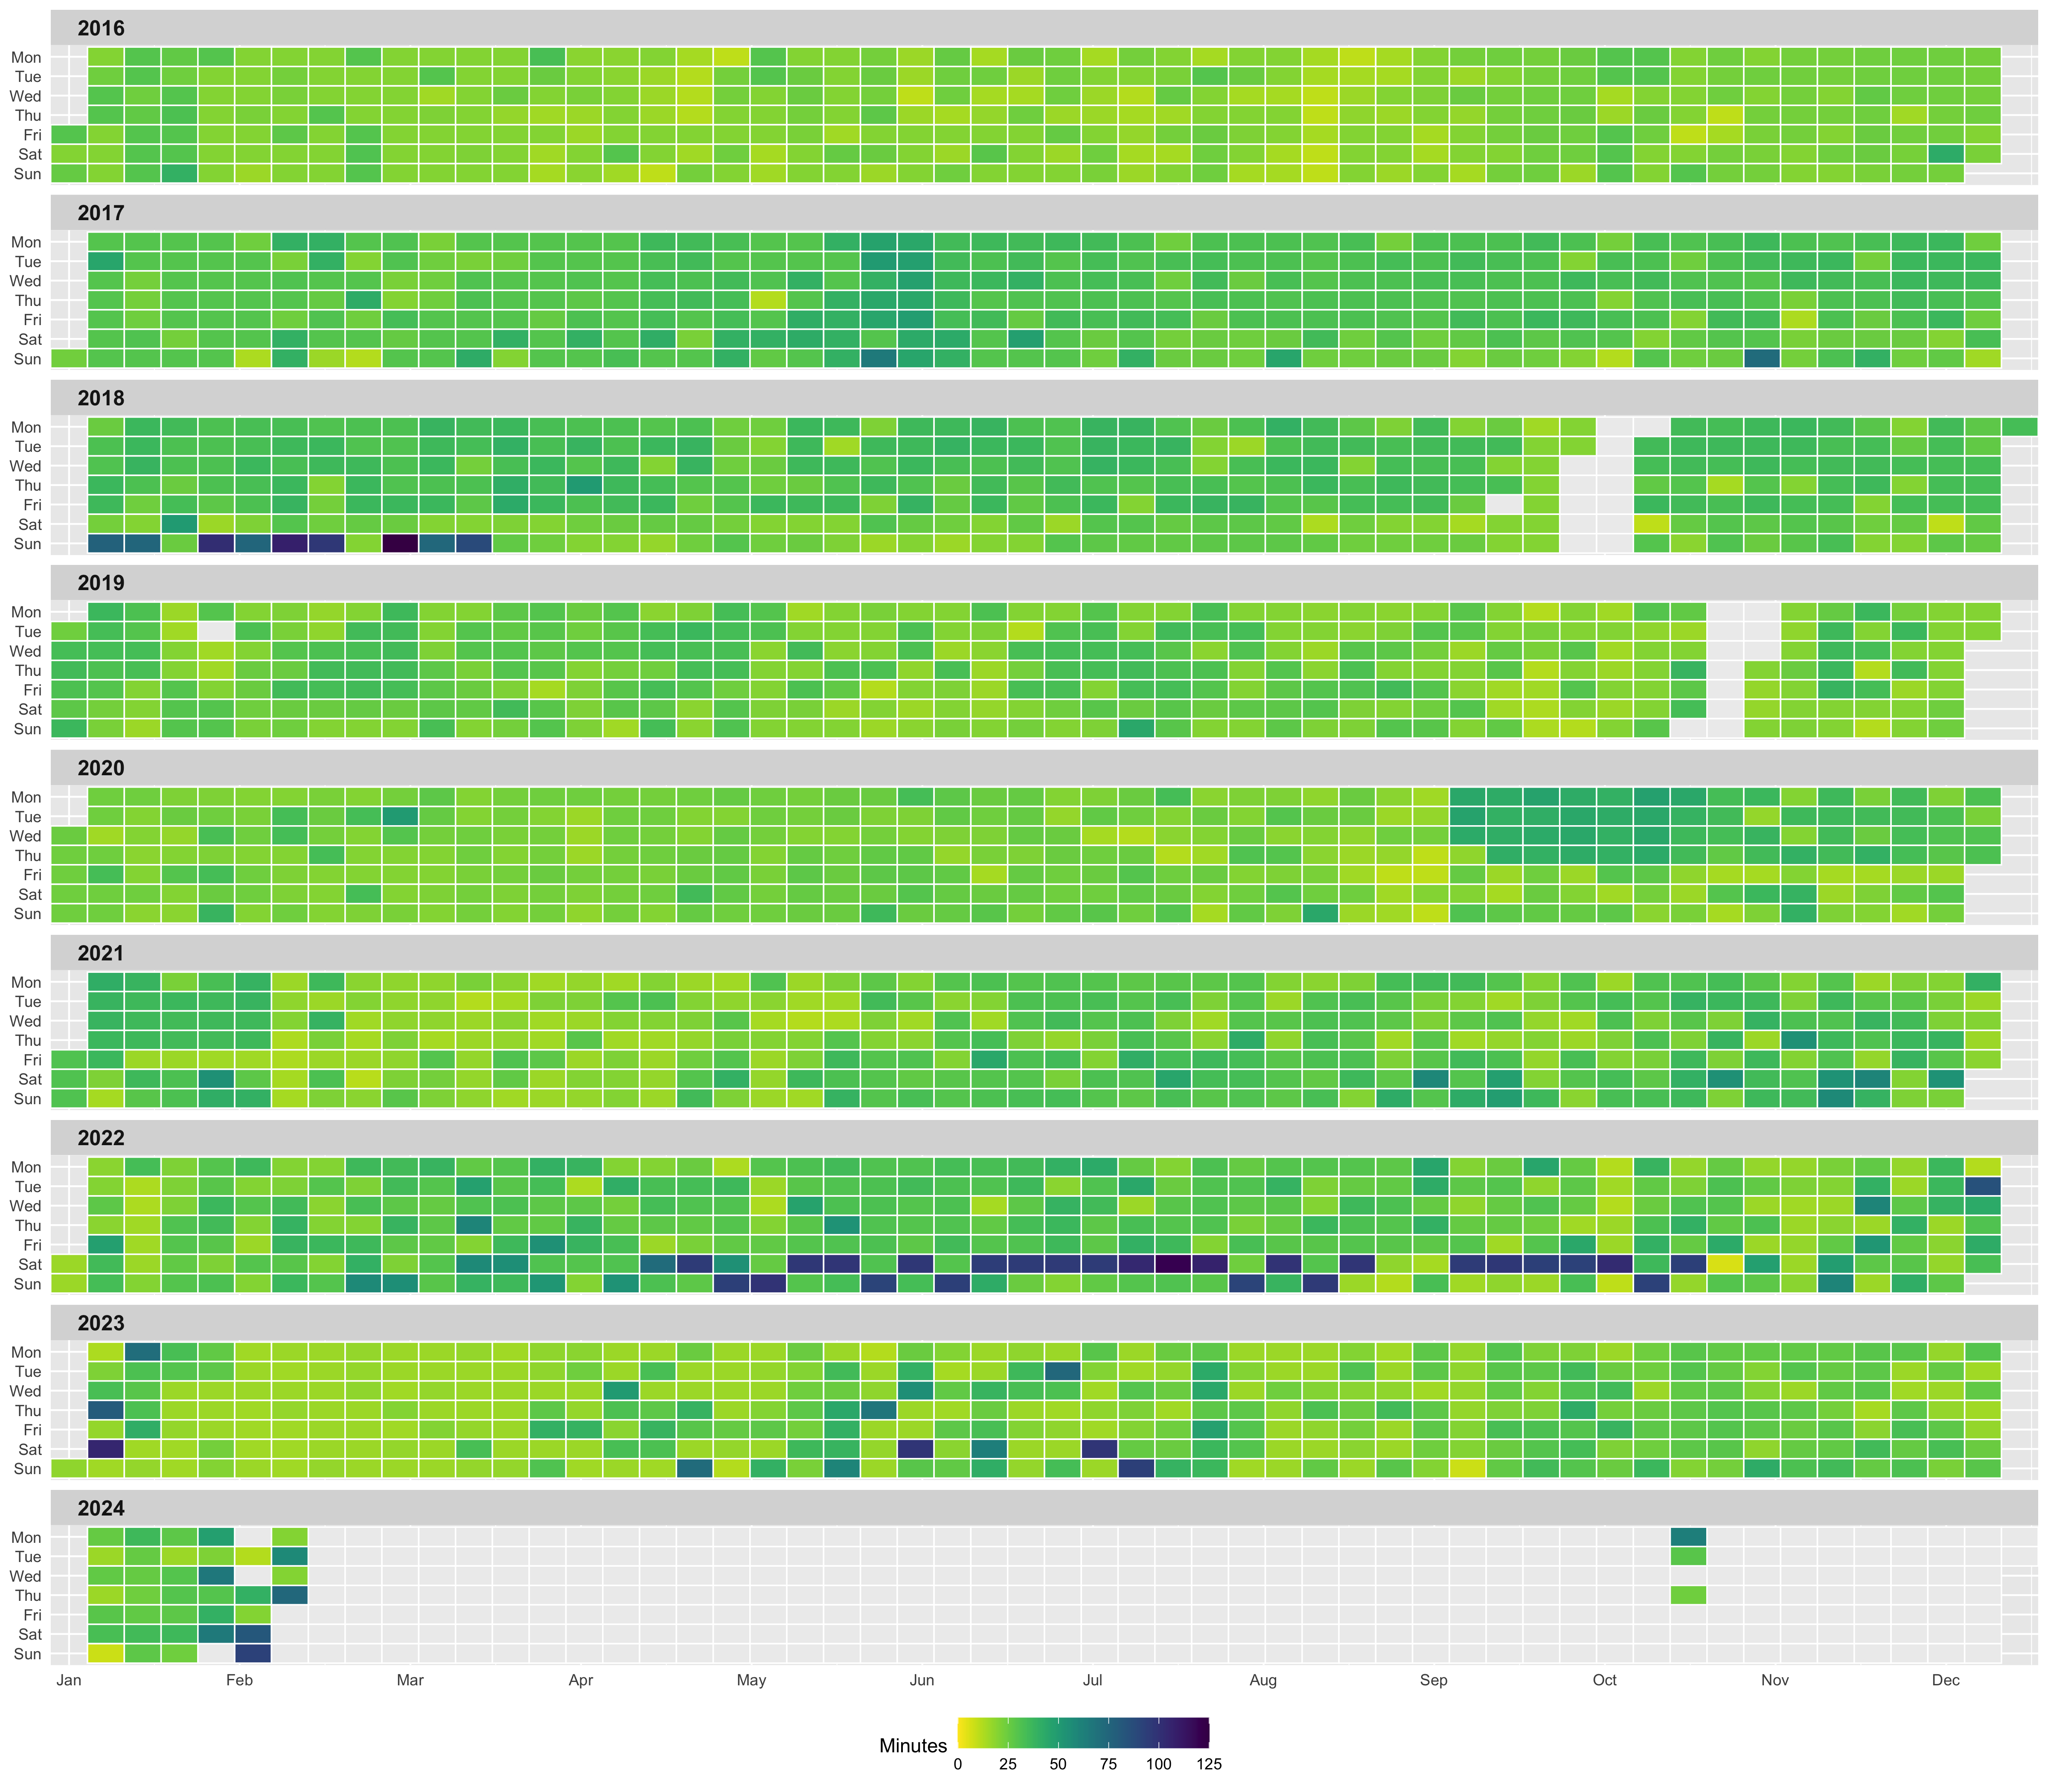 2016
Mon
Tue
Wed
Thu
Fri
Sat
Sun
2017
Mon
Tue
Wed
Thu
Fri
Sat
Sun
2018
Mon
Tue
Wed
Thu
Fri
Sat
Sun
2019
Mon
Tue
Wed
Thu
Fri
Sat
Sun
2020
Mon
Tue
Wed
Thu
Fri
Sat
Sun
2021
Mon
Tue
Wed
Thu
Fri
Sat
Sun
2022
Mon
Tue
Wed
Thu
Fri
Sat
Sun
2023
Mon
Tue
Wed
Thu
Fri
Sat
Sun
2024
Mon
Tue
Wed
Thu
Fri
Sat
Sun
Jan Feb Mar Apr May Jun Jul Aug Sep Oct Nov Dec
Minutes
0 25 50 75 100 125